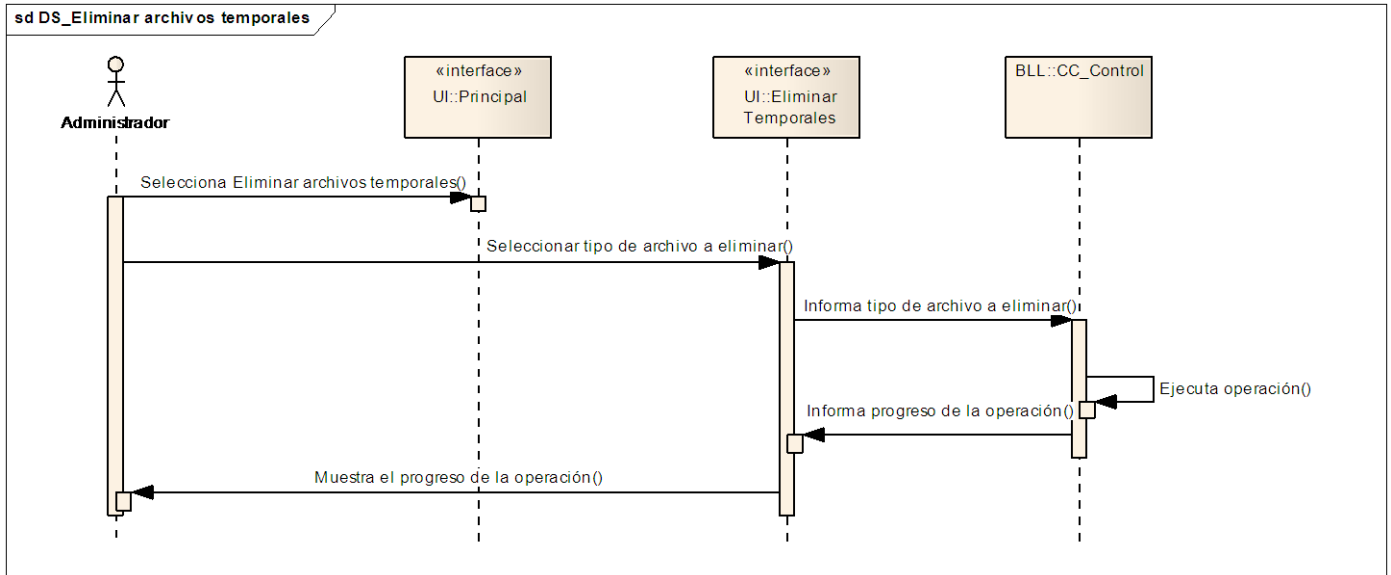 sd DS_Eliminar archivos temporales
Administrador
«interface»
UI::Principal
«interface»
UI::Eliminar
Temporales
BLL::CC_Control
Selecciona Eliminar archivos temporales()
Seleccionar tipo de archivo a eliminar()
Informa tipo de archivo a eliminar()
Ejecuta operación()
Informa progreso de la operación()
Muestra el progreso de la operación()